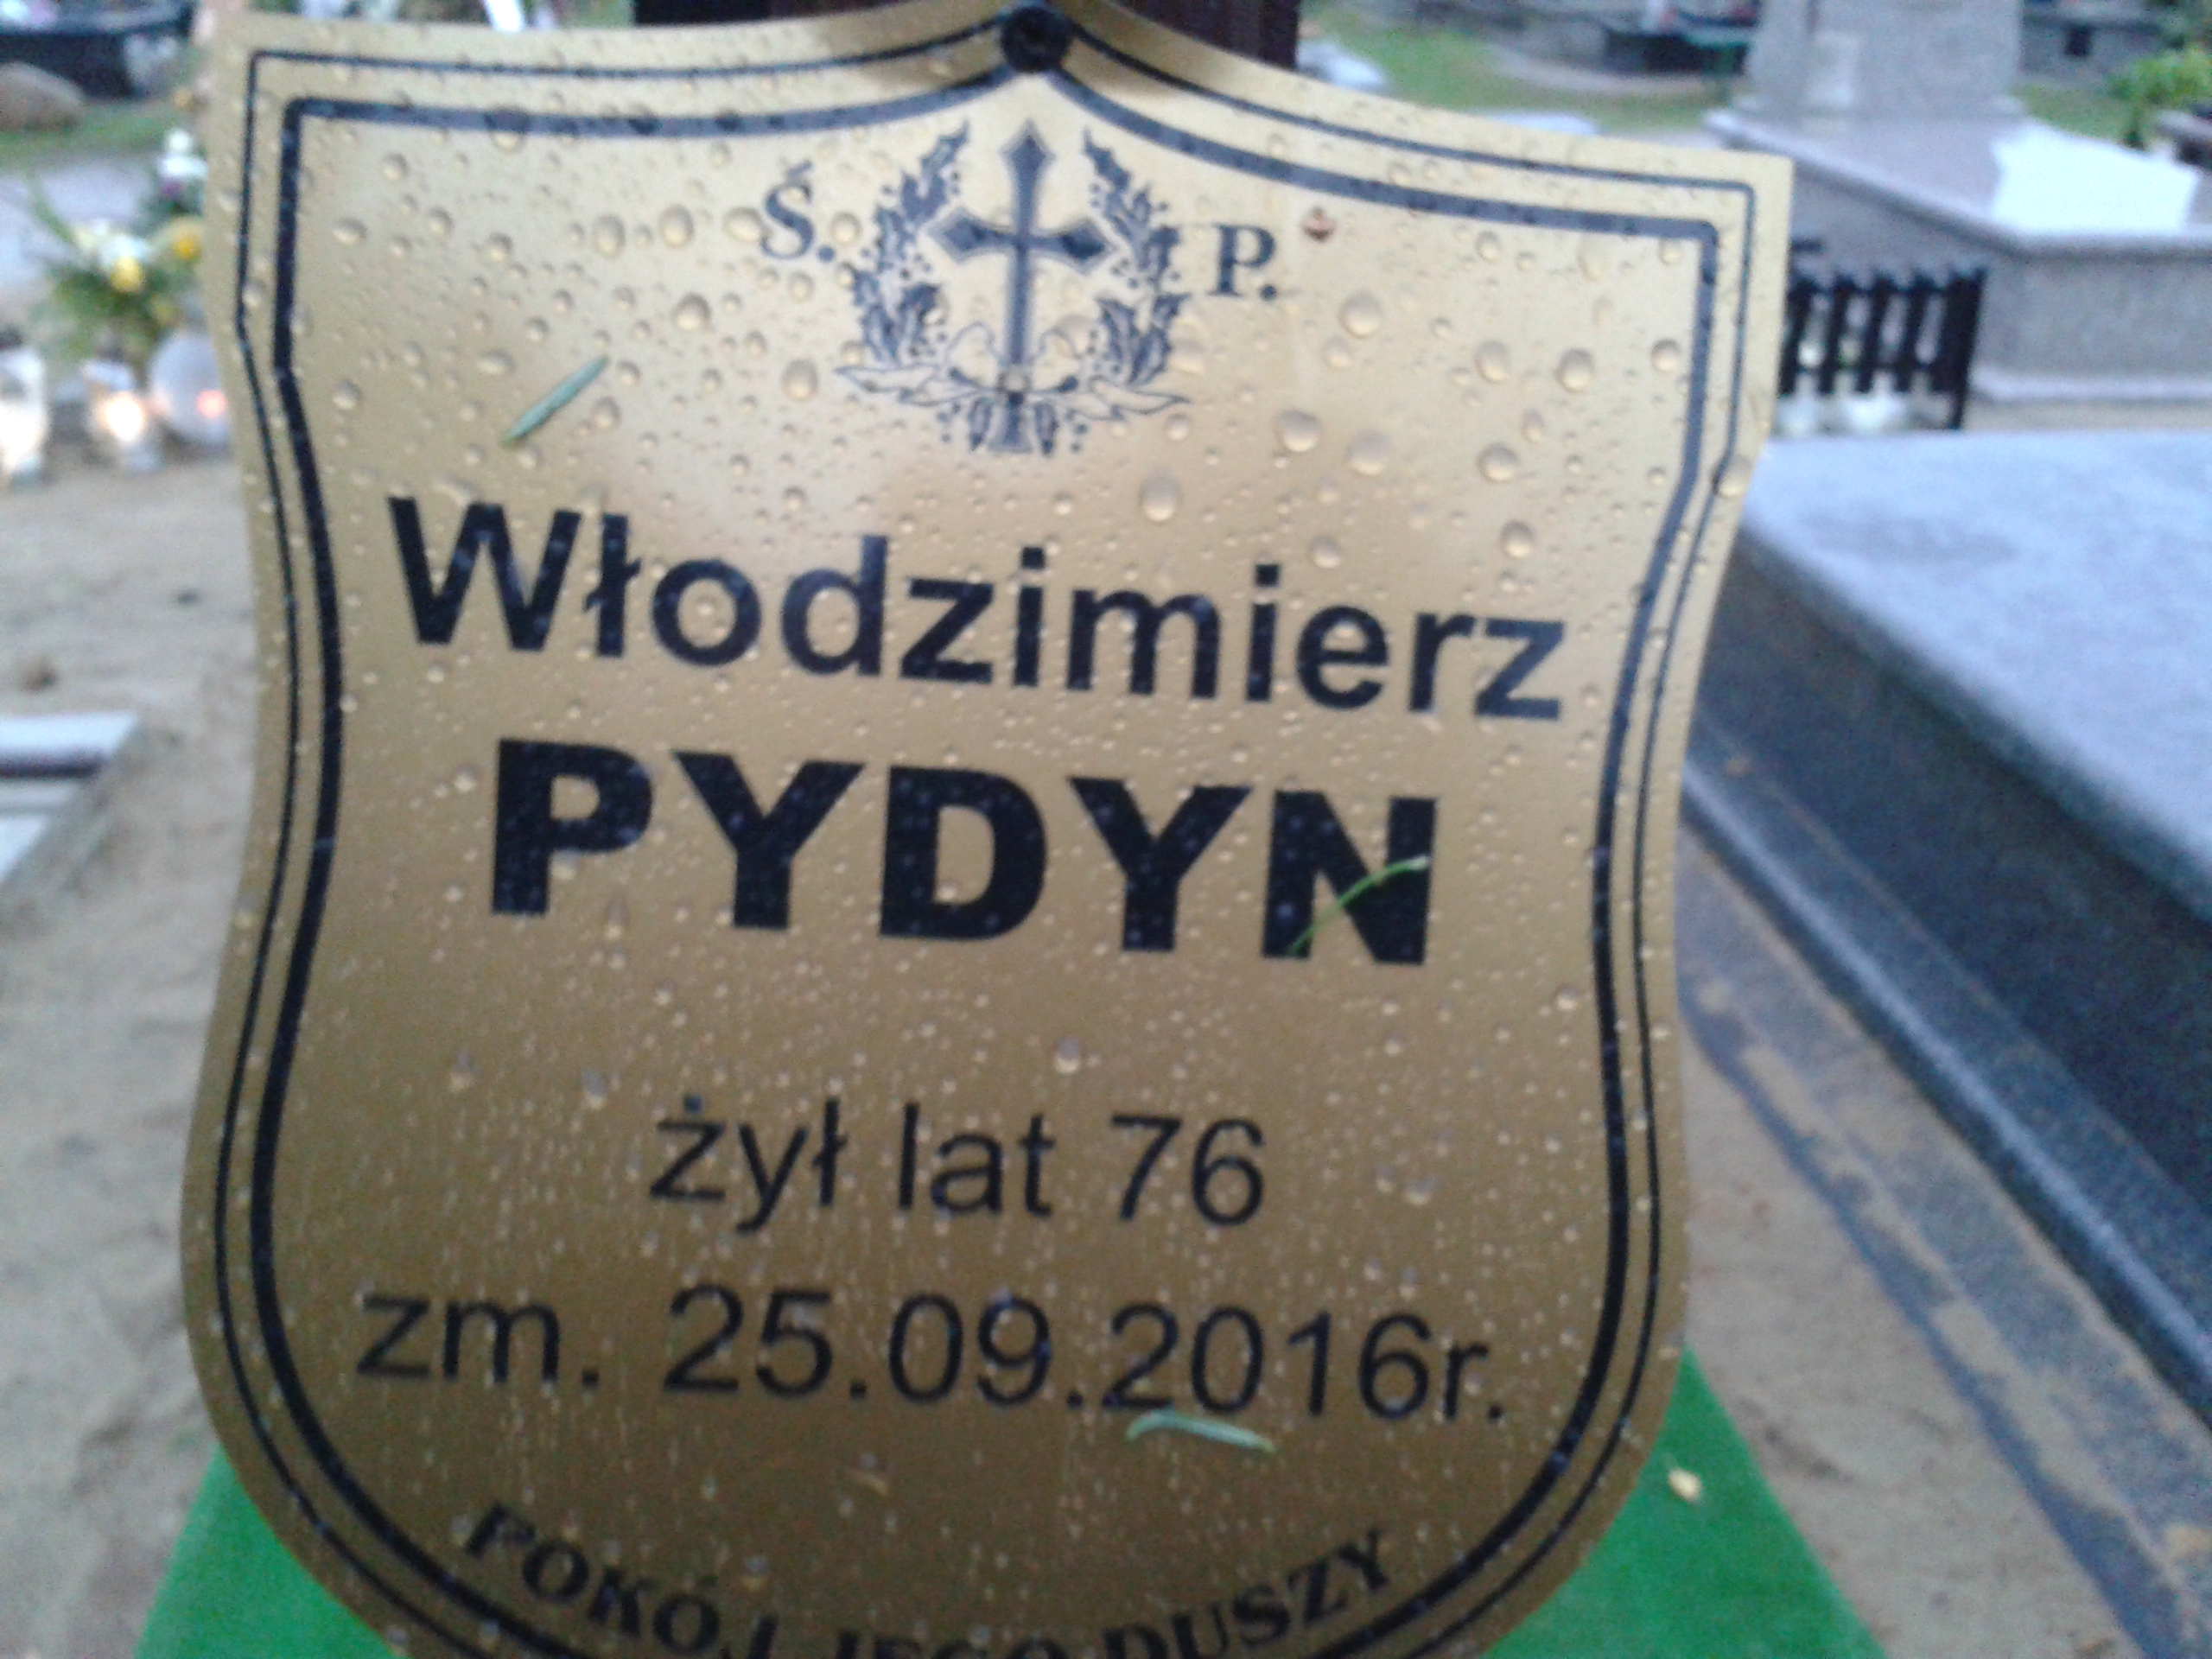 Ś. P.
Włodzimierz
PYDYN
żył lat 76
zm. 25.09.2016r.
POKÓJ JEGO DUSZY